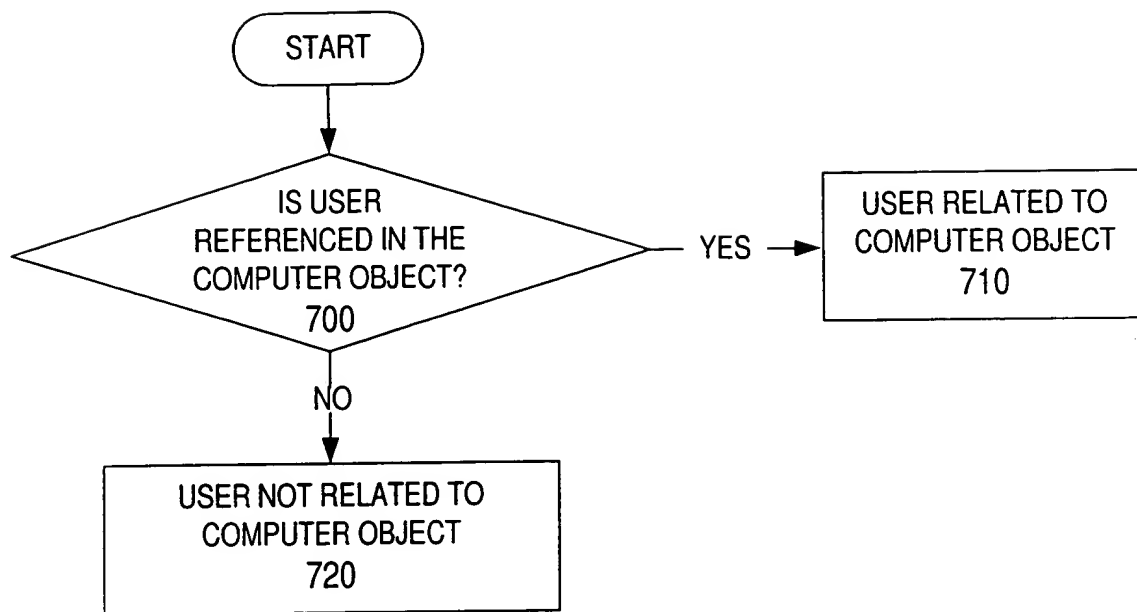 START
IS USER
REFERENCED IN THE
COMPUTER OBJECT?
700
YES
USER RELATED TO
COMPUTER OBJECT
710
NO
USER NOT RELATED TO
COMPUTER OBJECT
720